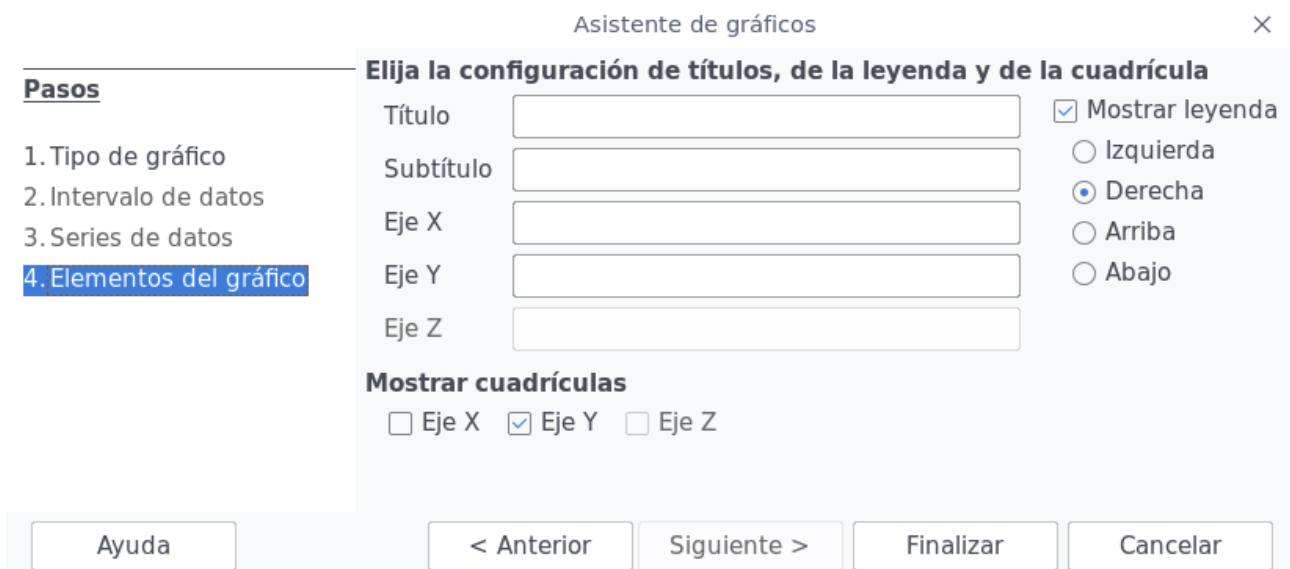 Asistente de gráficos
Pasos
1. Tipo de gráfico
2. Intervalo de datos
3. Series de datos
4. Elementos del gráfico
Elija la configuración de títulos, de la leyenda y de la cuadrícula
Título
Subtítulo
Eje X
Eje Y
Eje Z
Mostrar leyenda
Izquierda
Derecha
Arriba
Abajo
Mostrar cuadrículas
Eje X Eje Y Eje Z
Ayuda < Anterior Siguiente > Finalizar Cancelar